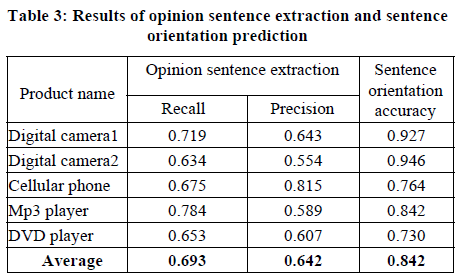 Table 3: Results of opinion sentence extraction and sentence
orientation prediction
Product name Opinion sentence extraction Sentence orientation accuracy
Recall Precision
Digital camera1 0.719 0.643 0.927
Digital camera2 0.634 0.554 0.946
Cellular phone 0.675 0.815 0.764
Mp3 player 0.784 0.589 0.842
DVD player 0.653 0.607 0.730
Average 0.693 0.642 0.842